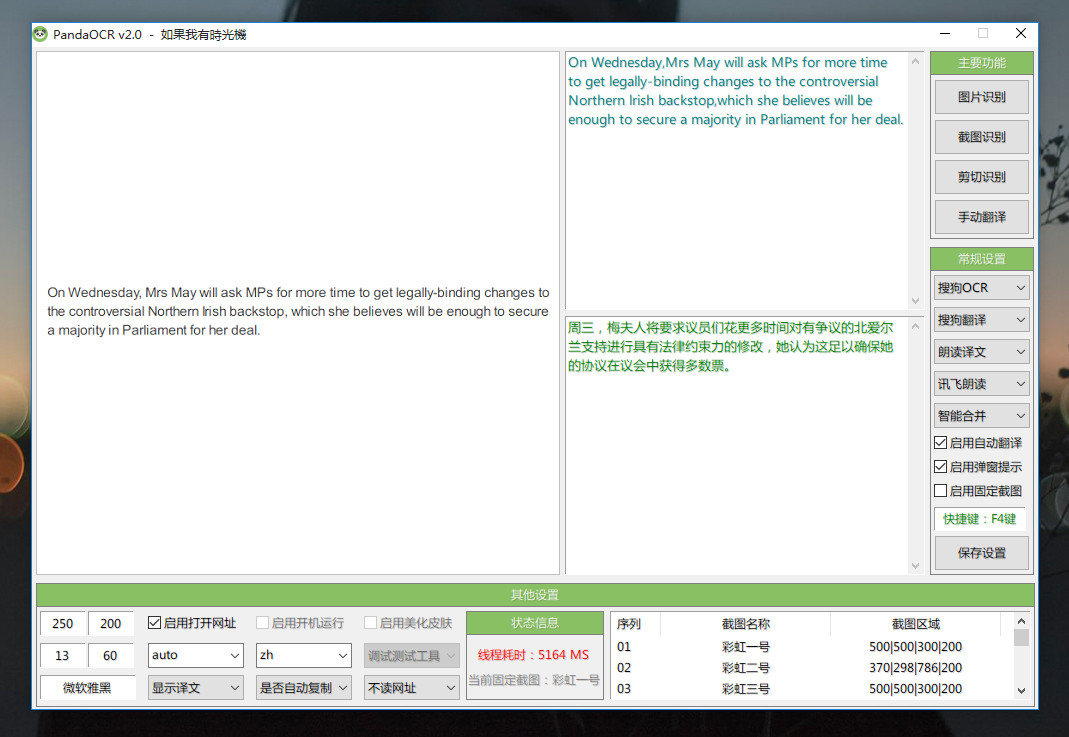 PandaOCR v2.0 - 如果我有時光機
On Wednesday, Mrs May will ask MPs for more time to get legally-binding changes to
the controversial Northern Irish backstop, which she believes will be enough to secure
a majority in Parliament for her deal.
On Wednesday,Mrs May will ask MPs for more time
to get legally-binding changes to the controversial
Northern Irish backstop,which she believes will be
enough to secure a majority in Parliament for her deal.
周三，梅夫人将要求议员们花更多时间对有争议的北爱尔
兰支持进行具有法律约束力的修改，她认为这足以确保她
的协议在议会中获得多数票。
主要功能
图片识别
截图识别
剪切识别
手动翻译
常规设置
搜狗OCR
搜狗翻译
朗读译文
讯飞朗读
智能合并
启用自动翻译
启用弹窗提示
启用固定截图
快捷键：F4键
保存设置
其他设置
250 200 启用打开网址 启用开机运行 启用美化皮肤
13 60 auto zh 调试测试工具
微软雅黑 显示译文 是否自动复制 不读网址
状态信息
线程耗时：5164 MS
当前固定截图：彩虹一号
序列 截图名称 截图区域
01 彩虹一号 500|500|300|200
02 彩虹二号 370|298|786|200
03 彩虹三号 500|500|300|200